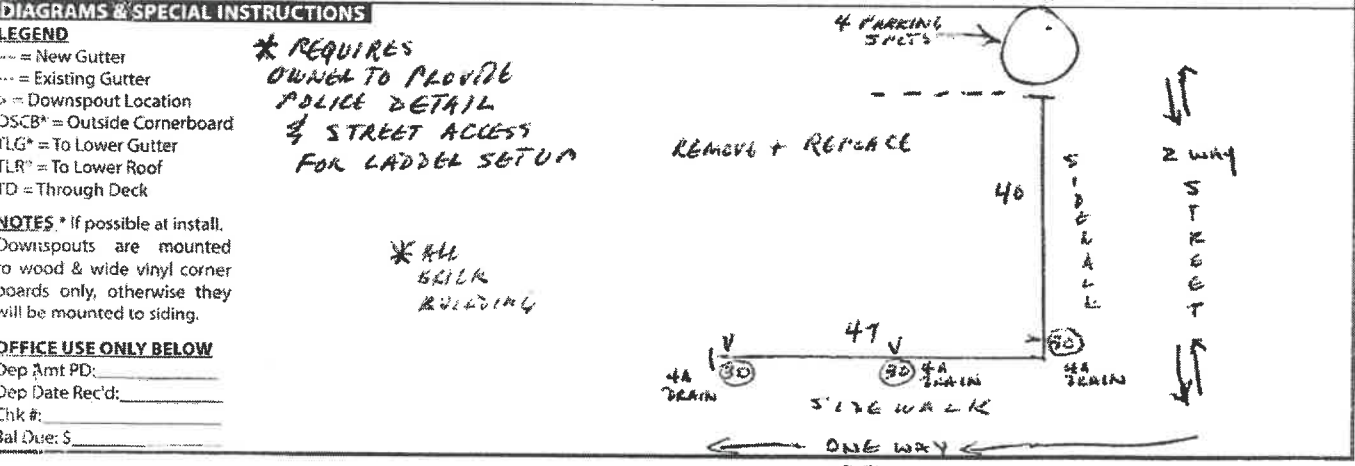 DIAGRAMS & SPECIAL INSTRUCTIONS
LEGEND
--- = New Gutter
--- = Existing Gutter
> = Downspout Location
OSCB* = Outside Cornerboard
TLG* = To Lower Gutter
TLR* = To Lower Roof
TD = Through Deck
NOTES * If possible at install.
Downspouts are mounted
to wood & wide vinyl corner
boards only, otherwise they
will be mounted to siding.
OFFICE USE ONLY BELOW
Dep Amt PD:
Dep Date Rec'd:
Chk #:
Bal Due: $
* REQUIRES
OWNER TO PROVIDE
POLICE DETAIL
& STREET ACCESS
FOR LADDER SETUP
* ALL
BRICK
BUILDING
4 PARKING
SPOTS
REMOVE + REPLACE
40
SIDEWALK
2 WAY
STREET
47
30
30
30
4A
DRAIN
4A
DRAIN
4A
DRAIN
SIDEWALK
ONE WAY